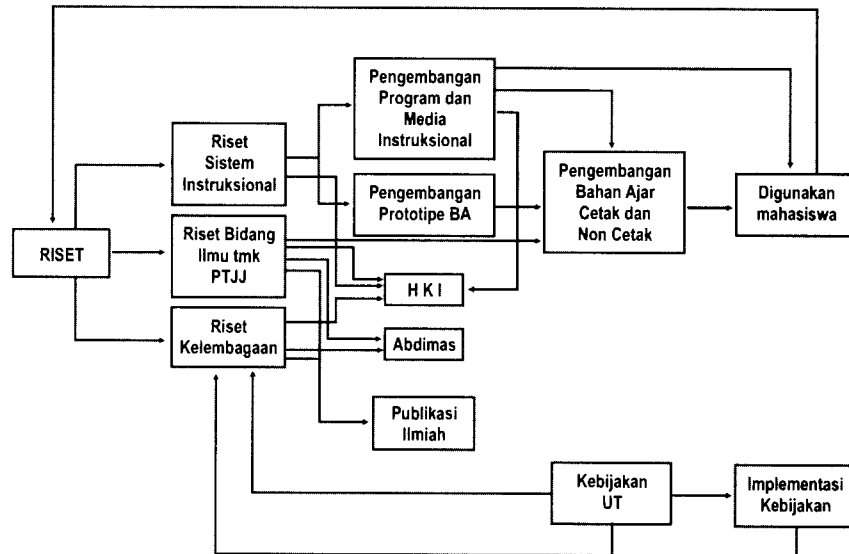 Pengembangan
Program dan
Media
Instruksional
Riset
Sistem
Instruksional
Pengembangan
Prototipe BA
Pengembangan
Bahan Ajar
Cetak dan
Non Cetak
Digunakan
mahasiswa
RISET
Riset Bidang
Ilmu tmk
PTJJ
H K I
Riset
Kelembagaan
Abdimas
Publikasi
Ilmiah
Kebijakan
UT
Implementasi
Kebijakan